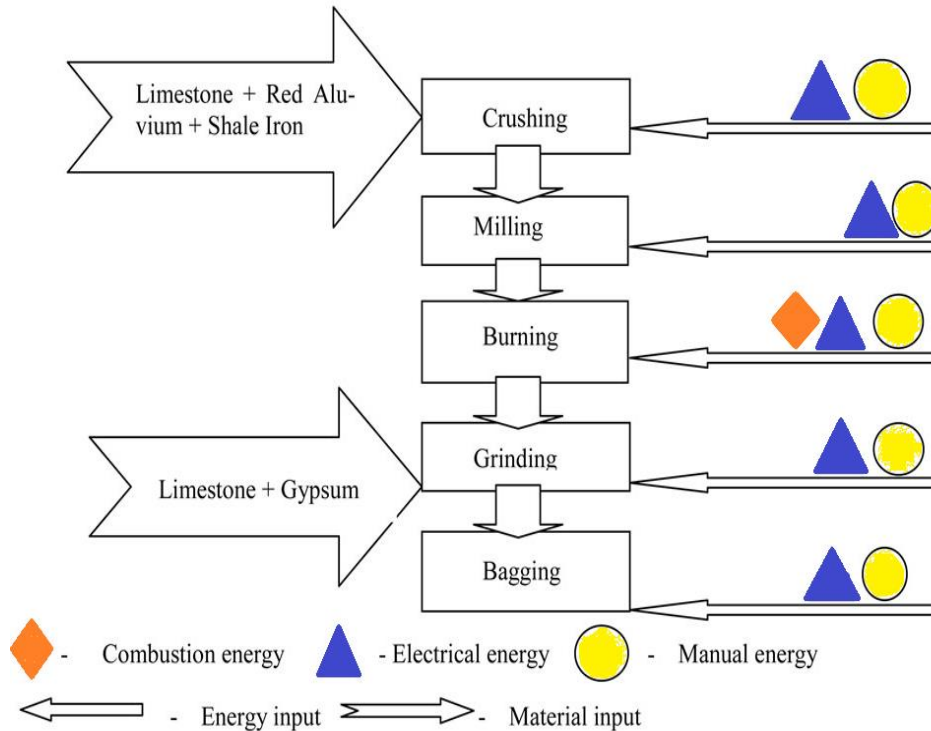 Limestone + Red Alu-
vium + Shale Iron
Crushing
Milling
Burning
Grinding
Limestone + Gypsum
Bagging
- Combustion energy
- Electrical energy
- Manual energy
- Energy input
- Material input